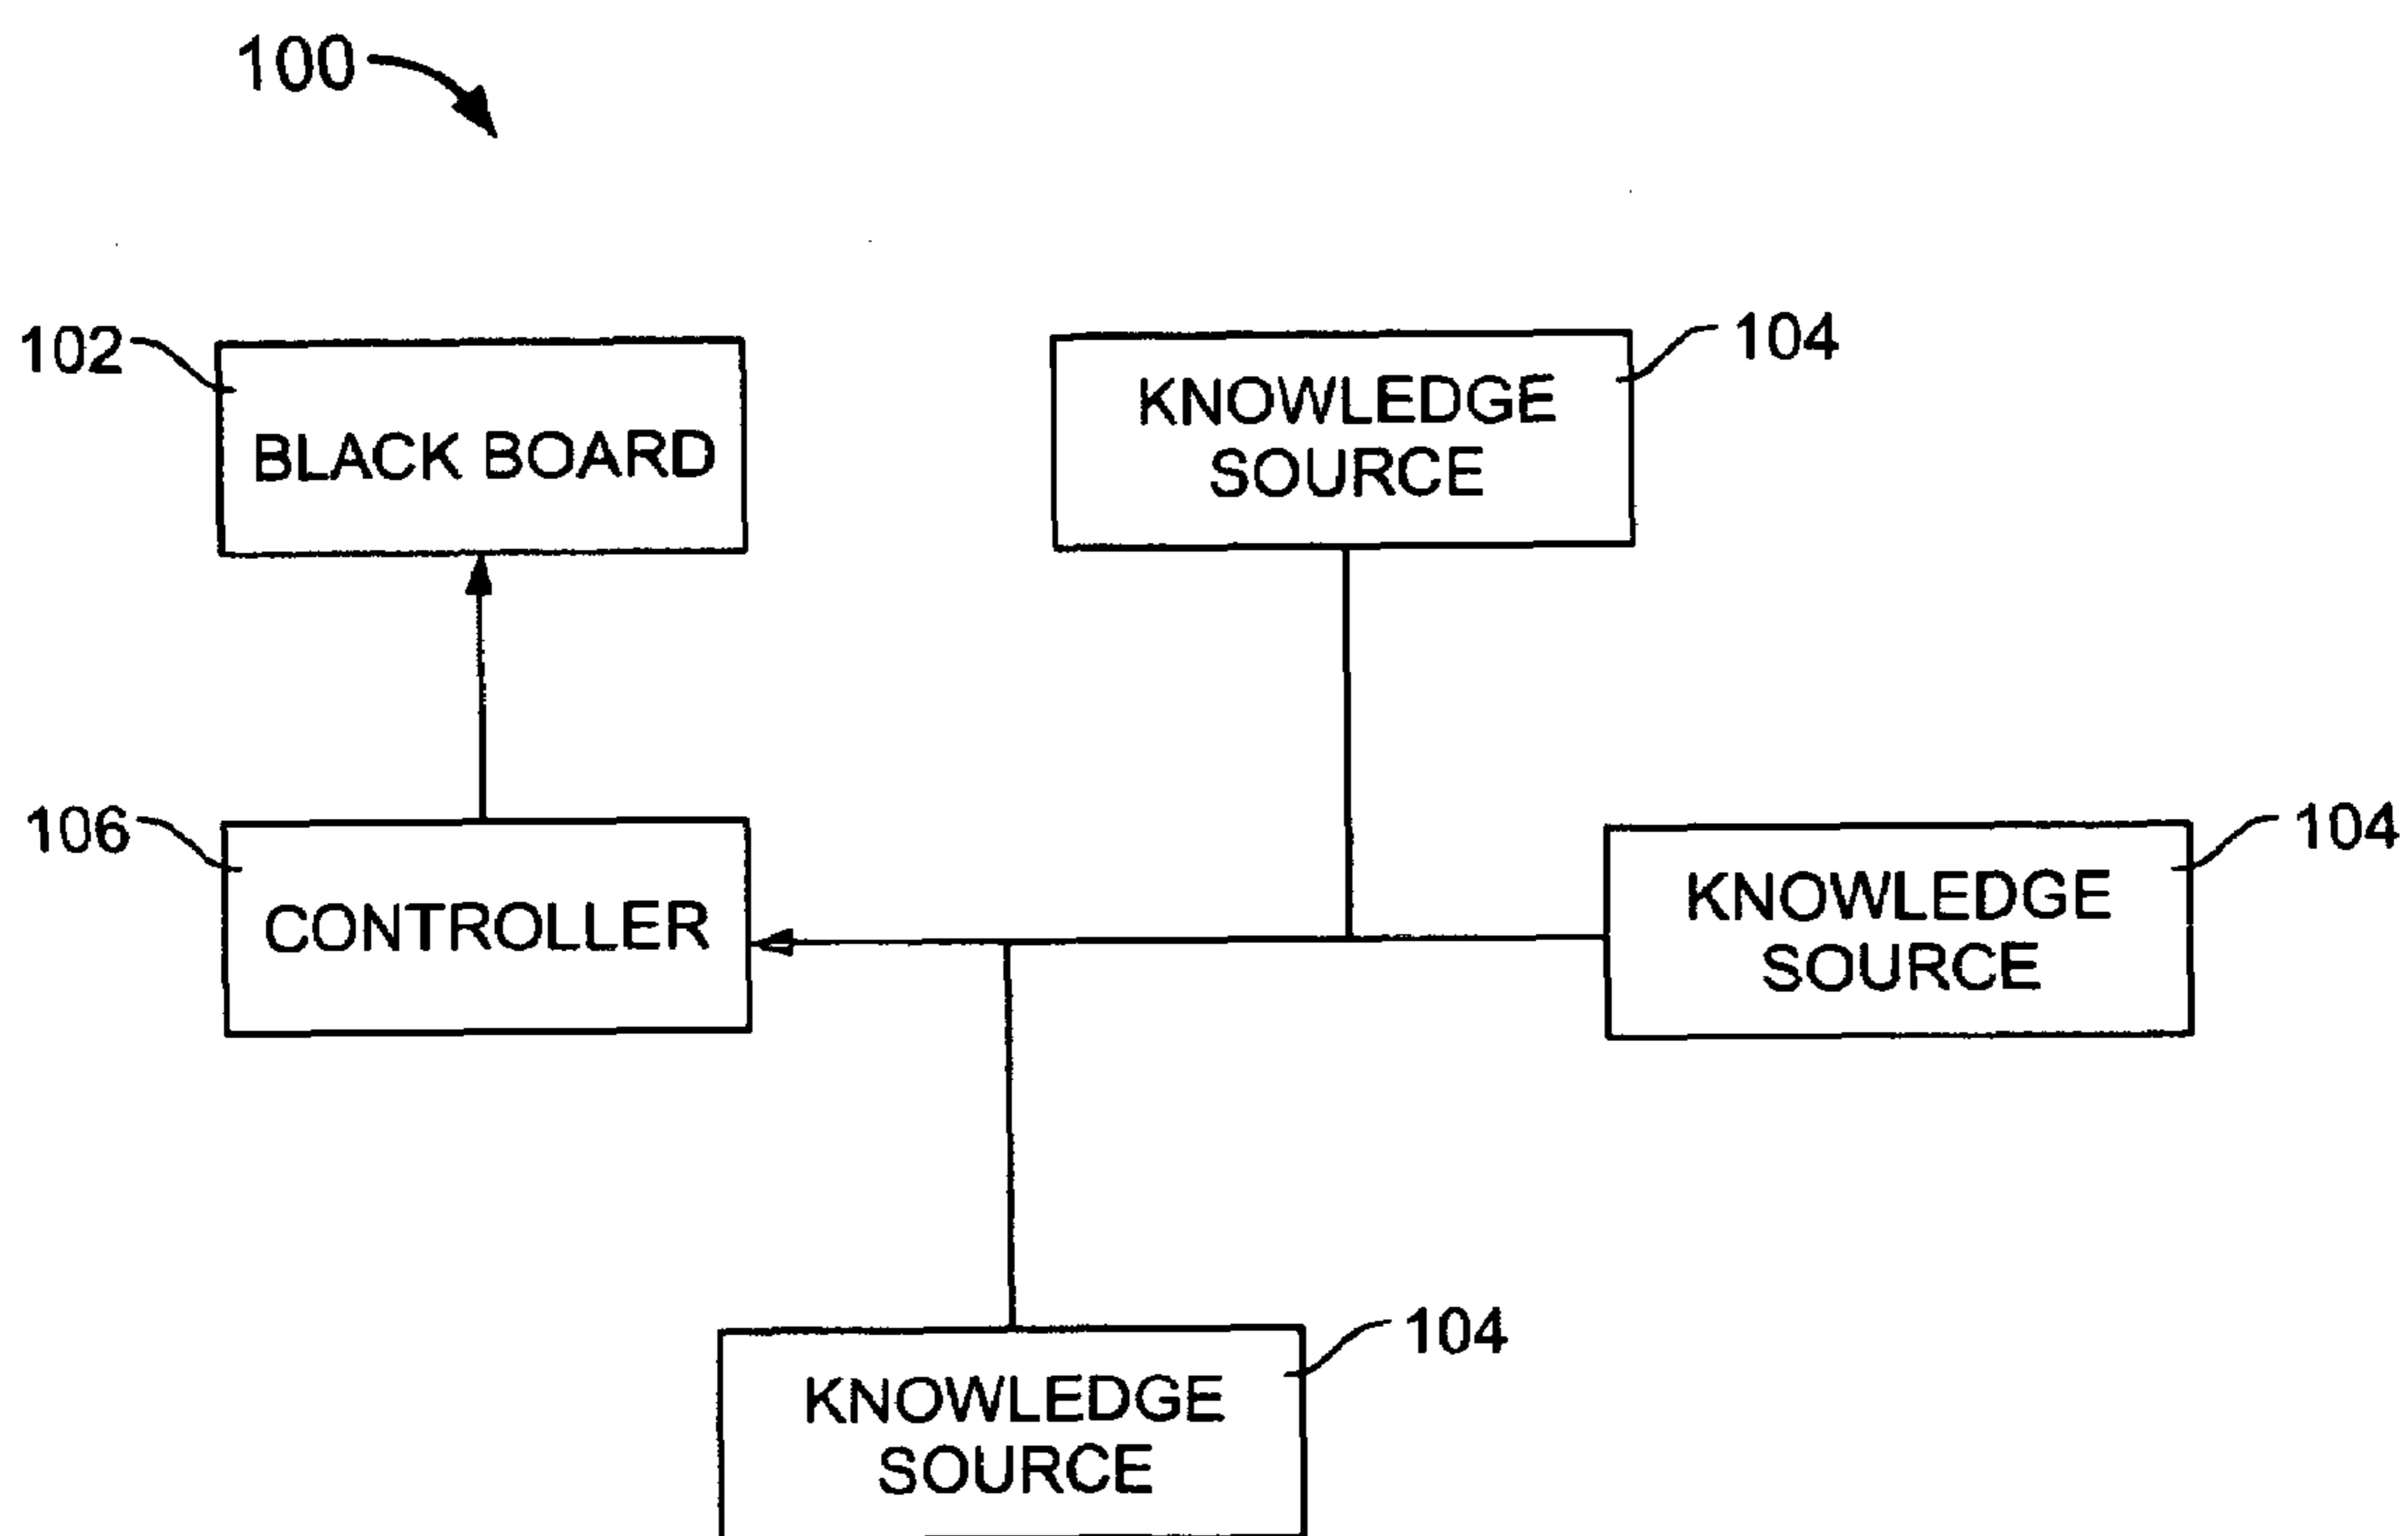 100
102
BLACK BOARD
KNOWLEDGE
SOURCE
104
106
CONTROLLER
KNOWLEDGE
SOURCE
104
KNOWLEDGE
SOURCE
104